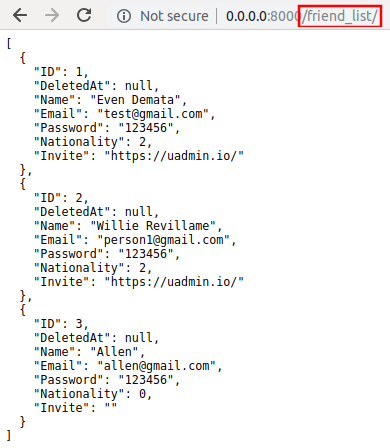 Not secure | 0.0.0.0:8000/friend_list/
[
  {
    "ID": 1,
    "DeletedAt": null,
    "Name": "Even Demata",
    "Email": "test@gmail.com",
    "Password": "123456",
    "Nationality": 2,
    "Invite": "https://uadmin.io/"
  },
  {
    "ID": 2,
    "DeletedAt": null,
    "Name": "Willie Revillame",
    "Email": "person1@gmail.com",
    "Password": "123456",
    "Nationality": 2,
    "Invite": "https://uadmin.io/"
  },
  {
    "ID": 3,
    "DeletedAt": null,
    "Name": "Allen",
    "Email": "allen@gmail.com",
    "Password": "123456",
    "Nationality": 0,
    "Invite": ""
  }
]